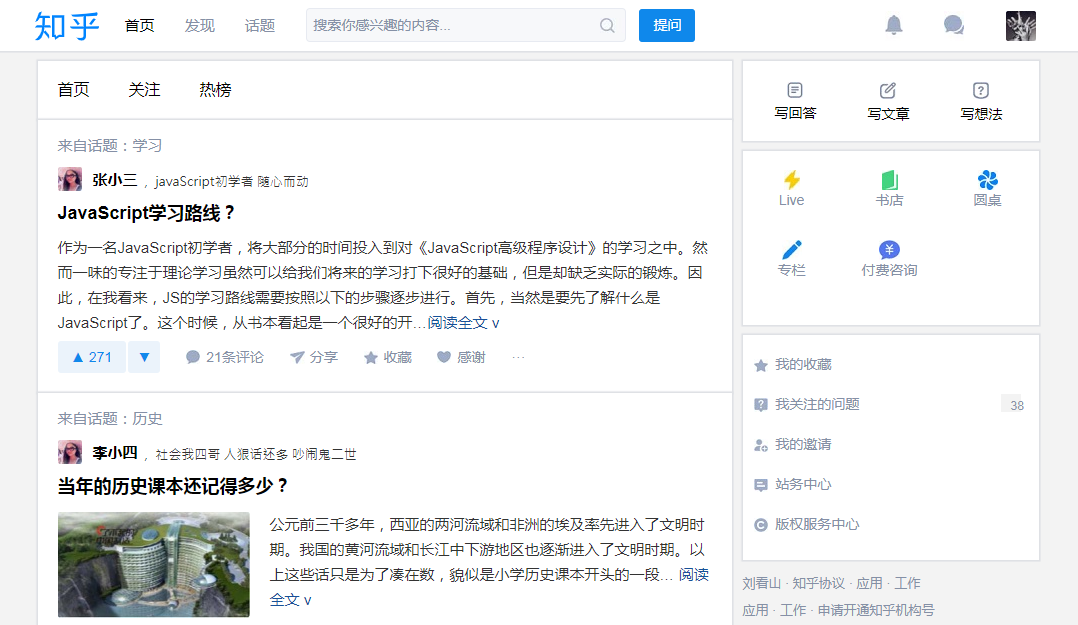 知乎 首页 发现 话题 搜索你感兴趣的内容... 提问
首页 关注 热榜
来自话题：学习
张小三 ，javaScript初学者 随心而动
JavaScript学习路线？
作为一名JavaScript初学者，将大部分的时间投入到对《JavaScript高级程序设计》的学习之中。然
而一味的专注于理论学习虽然可以给我们将来的学习打下很好的基础，但是却缺乏实际的锻炼。因
此，在我看来，JS的学习路线需要按照以下的步骤逐步进行。首先，当然是要先了解什么是
JavaScript了。这个时候，从书本看起是一个很好的开...阅读全文 v
▲ 271 ▼ 21条评论 分享 收藏 感谢 ···
来自话题：历史
李小四 ，社会我四哥 人狠话还多 吵闹鬼二世
当年的历史课本还记得多少？
公元前三千多年，西亚的两河流域和非洲的埃及率先进入了文明时
期。我国的黄河流域和长江中下游地区也逐渐进入了文明时期。以
上这些话只是为了凑在数，貌似是小学历史课本开头的一段... 阅读
全文 v
写回答 写文章 写想法
Live 书店 圆桌
专栏 付费咨询
我的收藏
我关注的问题 38
我的邀请
站务中心
版权服务中心
刘看山 · 知乎协议 · 应用 · 工作
应用 · 工作 · 申请开通知乎机构号